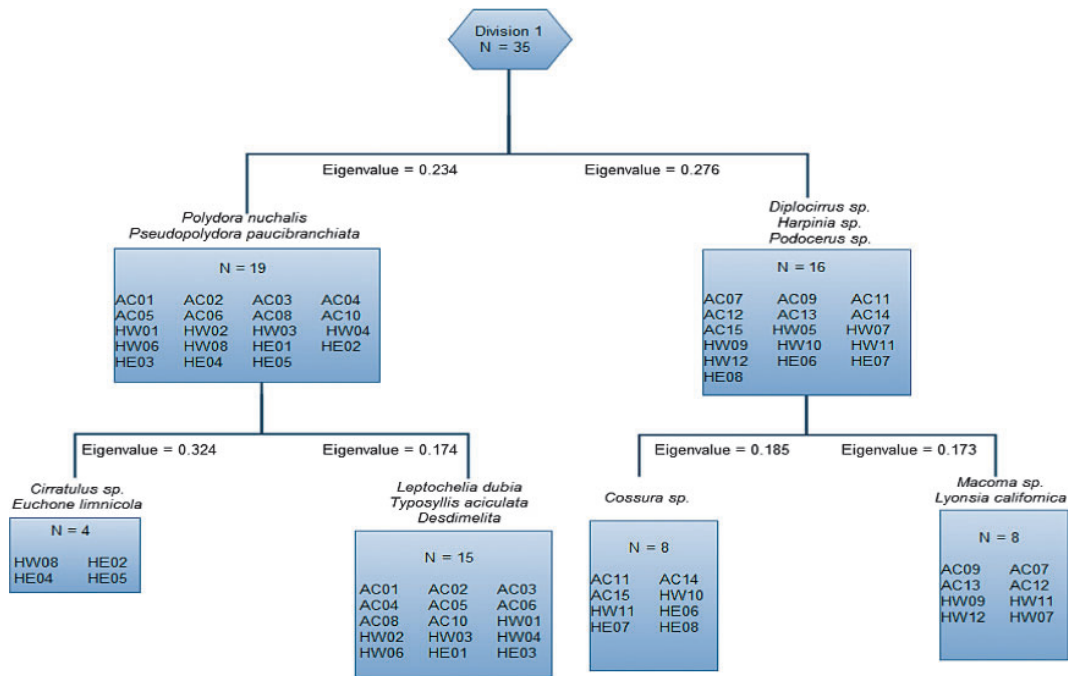 Division 1
N = 35
Eigenvalue = 0.234
Eigenvalue = 0.276
Polydora nuchalis
Pseudopolydora paucibranchiata
N = 19
AC01 AC02 AC03 AC04
AC05 AC06 AC08 AC10
HW01 HW02 HW03 HW04
HW06 HW08 HE01 HE02
HE03 HE04 HE05
Diplocirrus sp.
Harpinia sp.
Podocerus sp.
N = 16
AC07 AC09 AC11
AC12 AC13 AC14
AC15 HW05 HW07
HW09 HW10 HW11
HW12 HE06 HE07
HE08
Eigenvalue = 0.324
Eigenvalue = 0.174
Eigenvalue = 0.185
Eigenvalue = 0.173
Cirratulus sp.
Euchone limnicola
N = 4
HW08 HE02
HE04 HE05
Leptochelia dubia
Typosyllis aciculata
Desdimelita
N = 15
AC01 AC02 AC03
AC04 AC05 AC06
AC08 AC10 HW01
HW02 HW03 HW04
HW06 HE01 HE03
Cossura sp.
N = 8
AC11 AC14
AC15 HW10
HW11 HE06
HE07 HE08
Macoma sp.
Lyonsia californica
N = 8
AC09 AC07
AC13 AC12
HW09 HW11
HW12 HW07